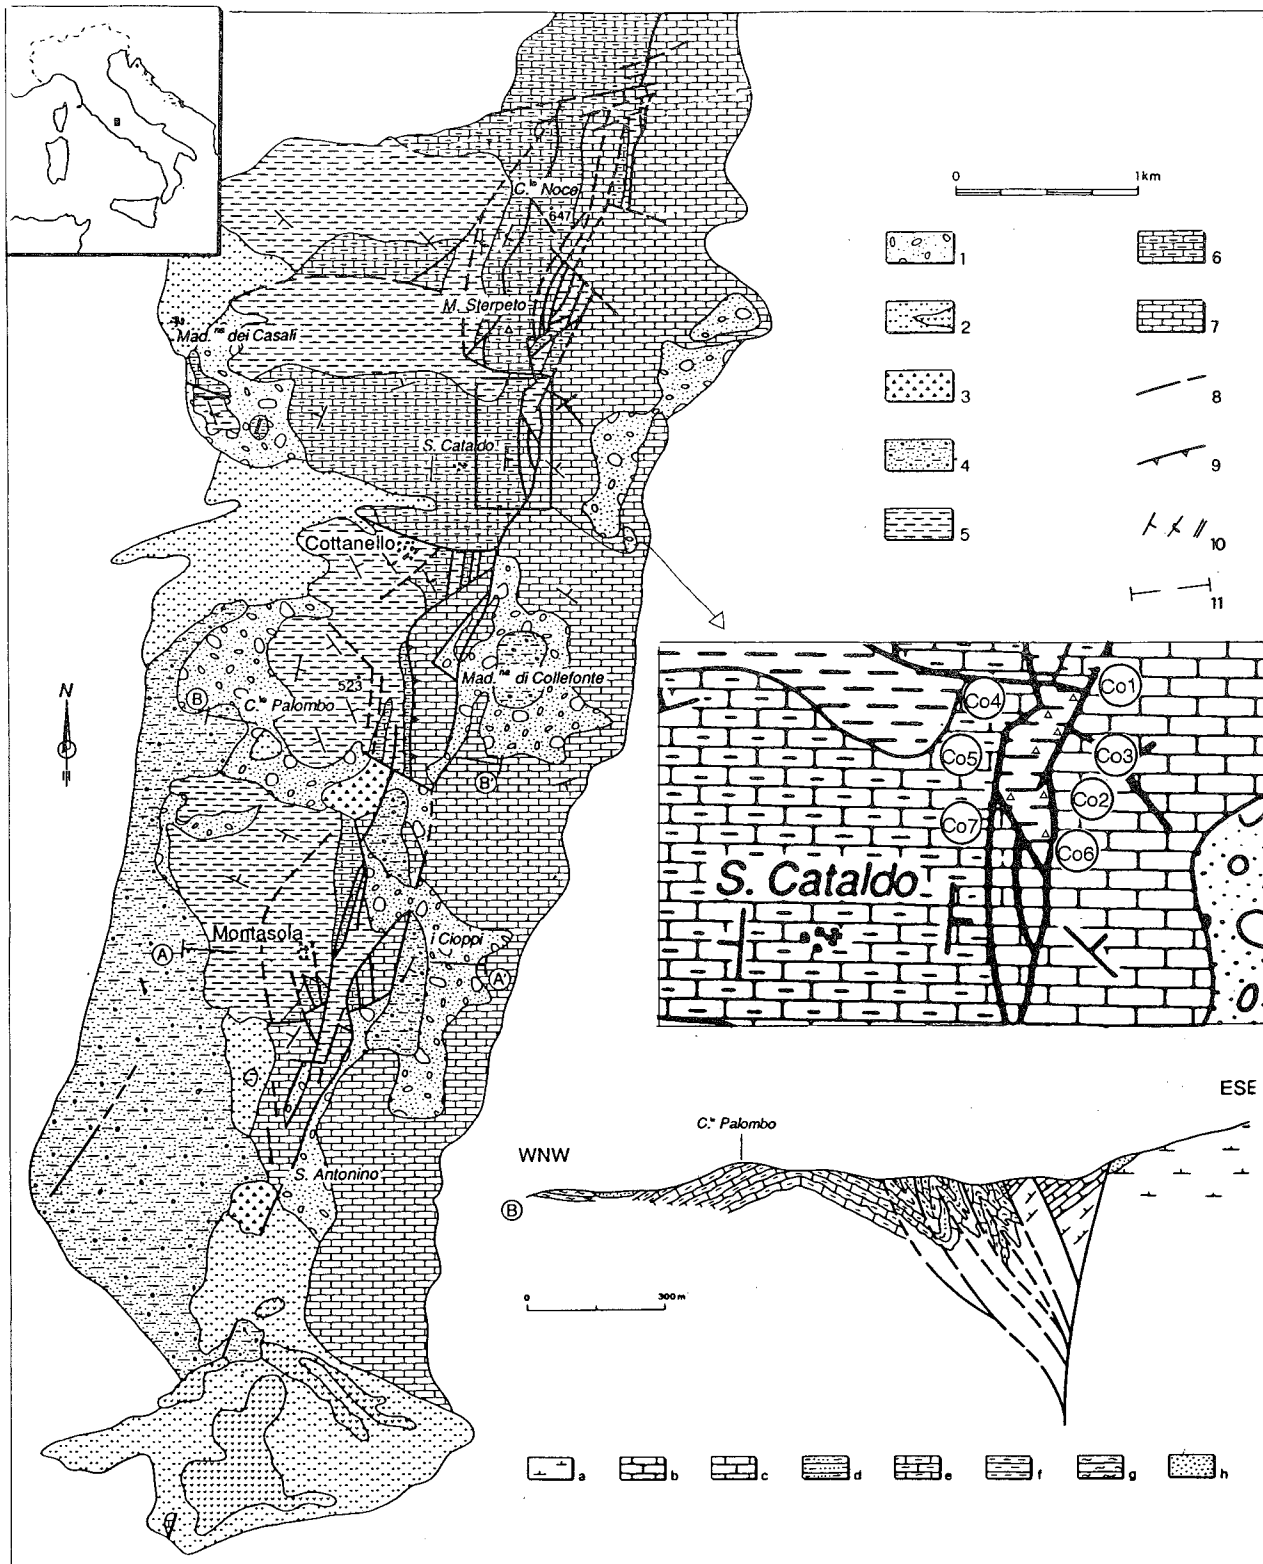 C.le Noce
647
0 1km
1
6
M. Sterpeto
Mad.na dei Casali
2
7
3
8
S. Cataldo
4
9
Cottanello
5
10
11
N
523
C.le Palombo
Mad.na di Collefonte
B
B
Co1
Co4
Co5
Co3
Co2
Co7
Co6
S. Cataldo
Montasola
A
i Cioppi
A
S. Antonino
ESE
C.le Palombo
WNW
B
0 300m
a b c d e f g h